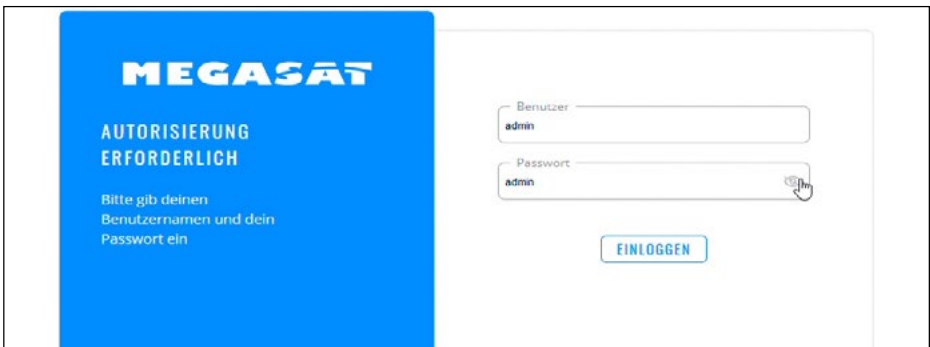 MEGASAT
AUTORISIERUNG
ERFORDERLICH
Bitte gib deinen
Benutzernamen und dein
Passwort ein
Benutzer
admin
Passwort
admin
EINLOGGEN